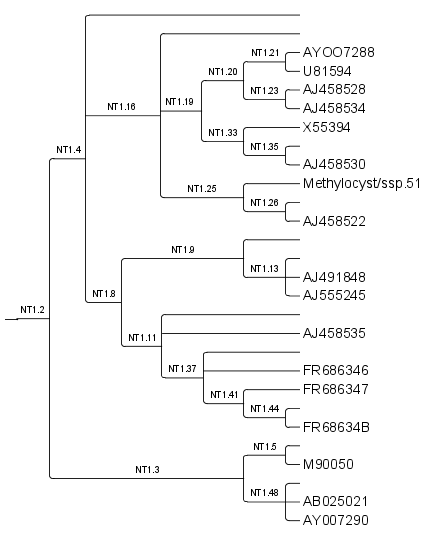 NT1.21
AYOO7288
NT1.20
U81594
NT1.23
AJ458528
NT1.19
NT1.16
AJ458534
X55394
NT1.33
NT1.35
NT1.4
AJ458530
Methylocyst/ssp.51
NT1.25
NT1.26
AJ458522
NT1.9
NT1.13
AJ491848
NT1.8
AJ555245
NT1.2
AJ458535
NT1.11
NT1.37
FR686346
FR686347
NT1.41
NT1.44
FR68634B
NT1.5
M90050
NT1.3
NT1.48
AB025021
AY007290